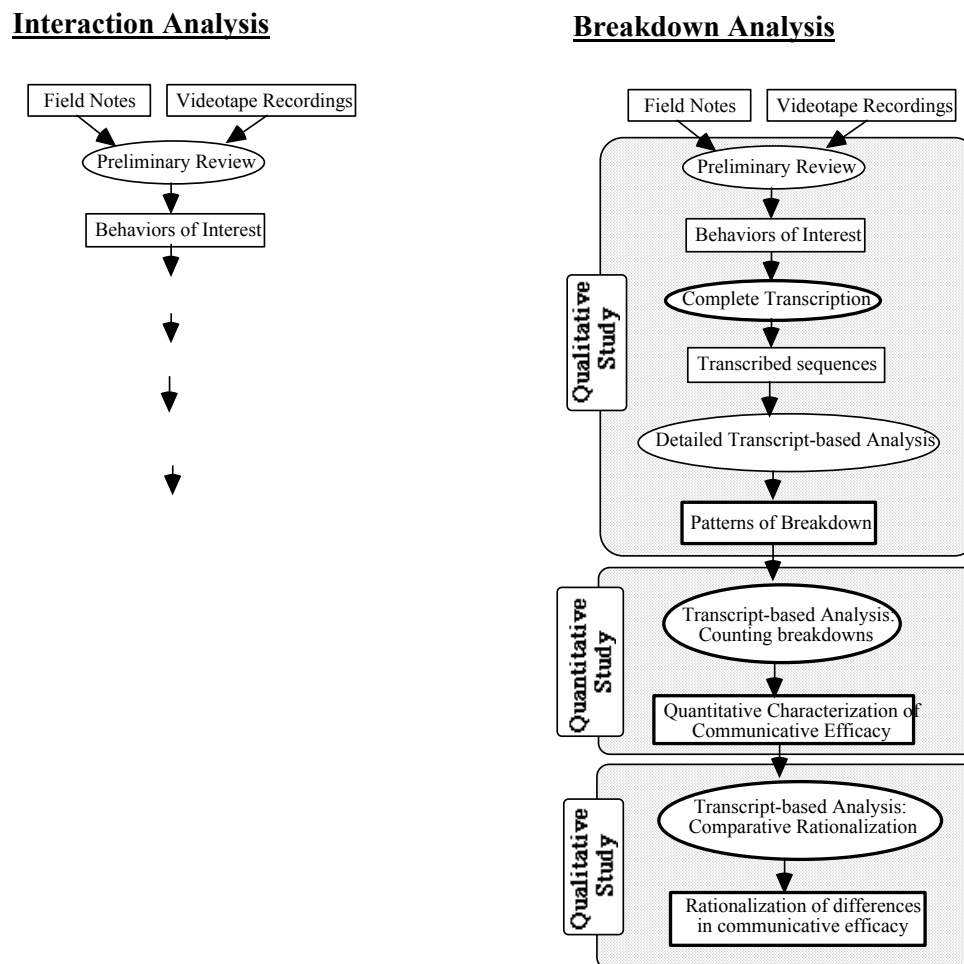 Interaction Analysis
Field Notes
Videotape Recordings
Preliminary Review
Behaviors of Interest
Breakdown Analysis
Field Notes
Videotape Recordings
Preliminary Review
Behaviors of Interest
Complete Transcription
Transcribed sequences
Detailed Transcript-based Analysis
Patterns of Breakdown
Qualitative
Study
Transcript-based Analysis:
Counting breakdowns
Quantitative Characterization of
Communicative Efficacy
Quantitative
Study
Transcript-based Analysis:
Comparative Rationalization
Rationalization of differences
in communicative efficacy
Qualitative
Study